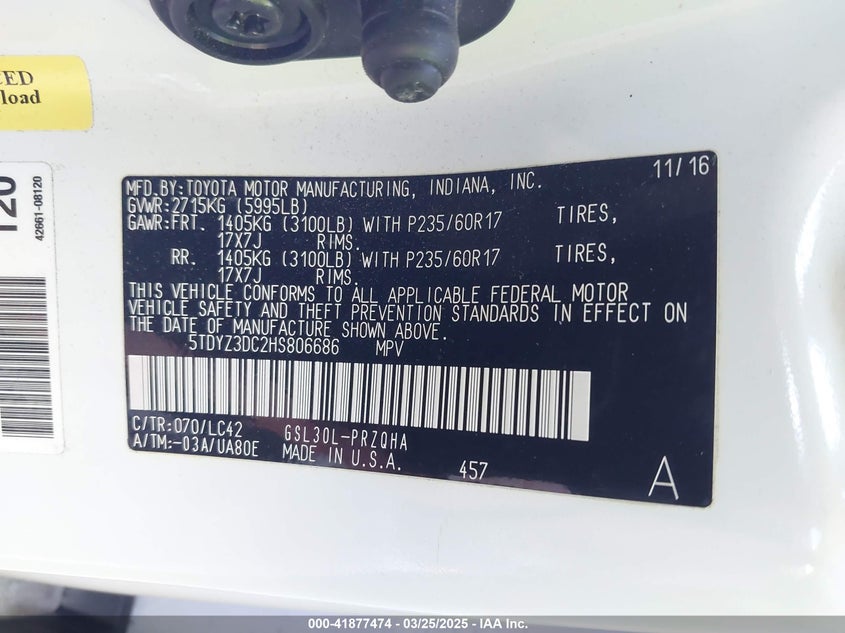 CED
load
120
42661-08120
11/16
MFD.BY:TOYOTA MOTOR MANUFACTURING, INDIANA, INC.
GVWR:2715KG (5995LB)
GAWR:FRT. 1405KG (3100LB) WITH P235/60R17 TIRES,
17X7J RIMS.
RR. 1405KG (3100LB) WITH P235/60R17 TIRES,
17X7J RIMS.
THIS VEHICLE CONFORMS TO ALL APPLICABLE FEDERAL MOTOR
VEHICLE SAFETY AND THEFT PREVENTION STANDARDS IN EFFECT ON
THE DATE OF MANUFACTURE SHOWN ABOVE.
5TDYZ3DC2HS806686 MPV
C/TR:070/LC42 GSL30L-PRZQHA
A/TM:-03A/UA80E MADE IN U.S.A. 457
A
000-41877474 / 03/25/2025 - © IAA Inc.